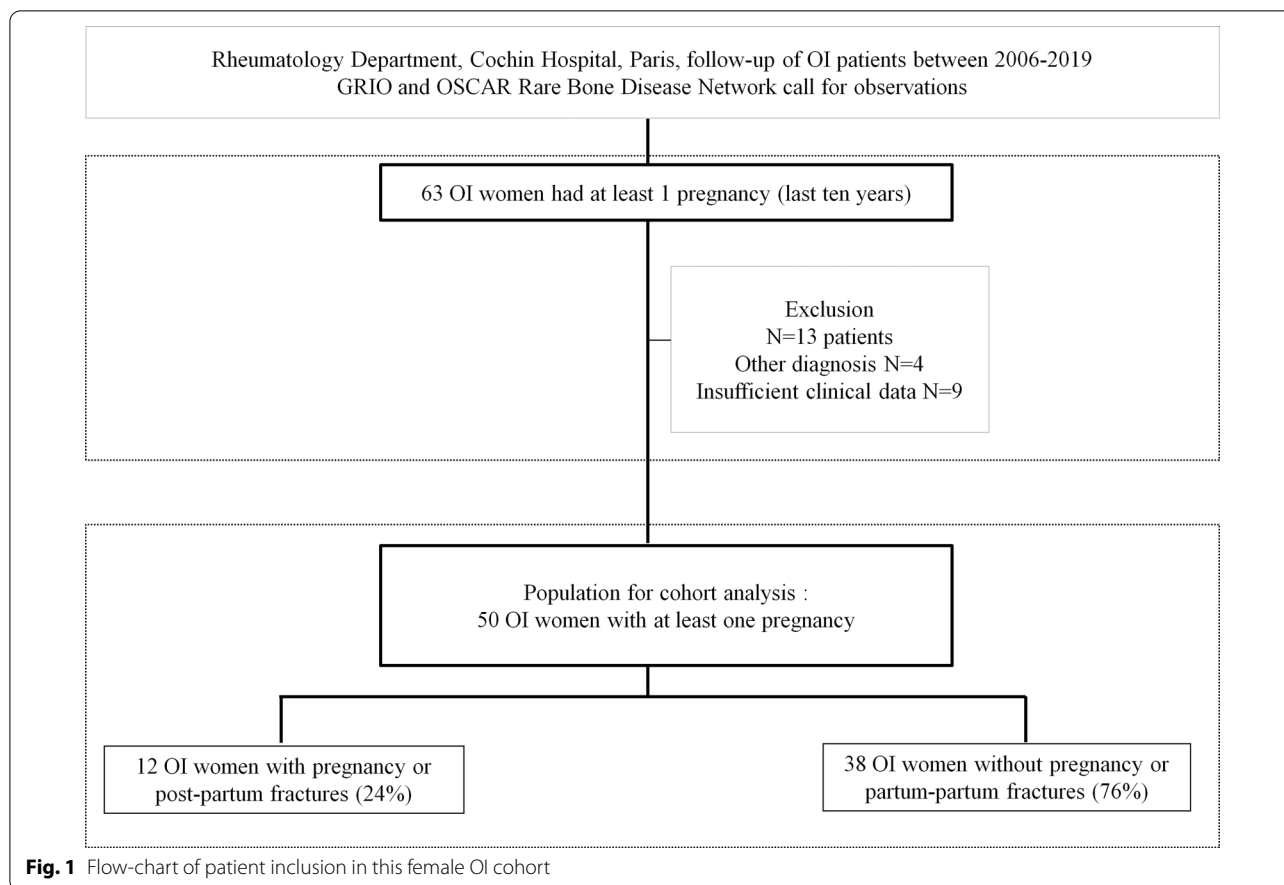 Rheumatology Department, Cochin Hospital, Paris, follow-up of OI patients between 2006-2019
GRIO and OSCAR Rare Bone Disease Network call for observations
63 OI women had at least 1 pregnancy (last ten years)
Exclusion
N=13 patients
Other diagnosis N=4
Insufficient clinical data N=9
Population for cohort analysis :
50 OI women with at least one pregnancy
12 OI women with pregnancy or
post-partum fractures (24%)
38 OI women without pregnancy or
partum-partum fractures (76%)
Fig. 1 Flow-chart of patient inclusion in this female OI cohort